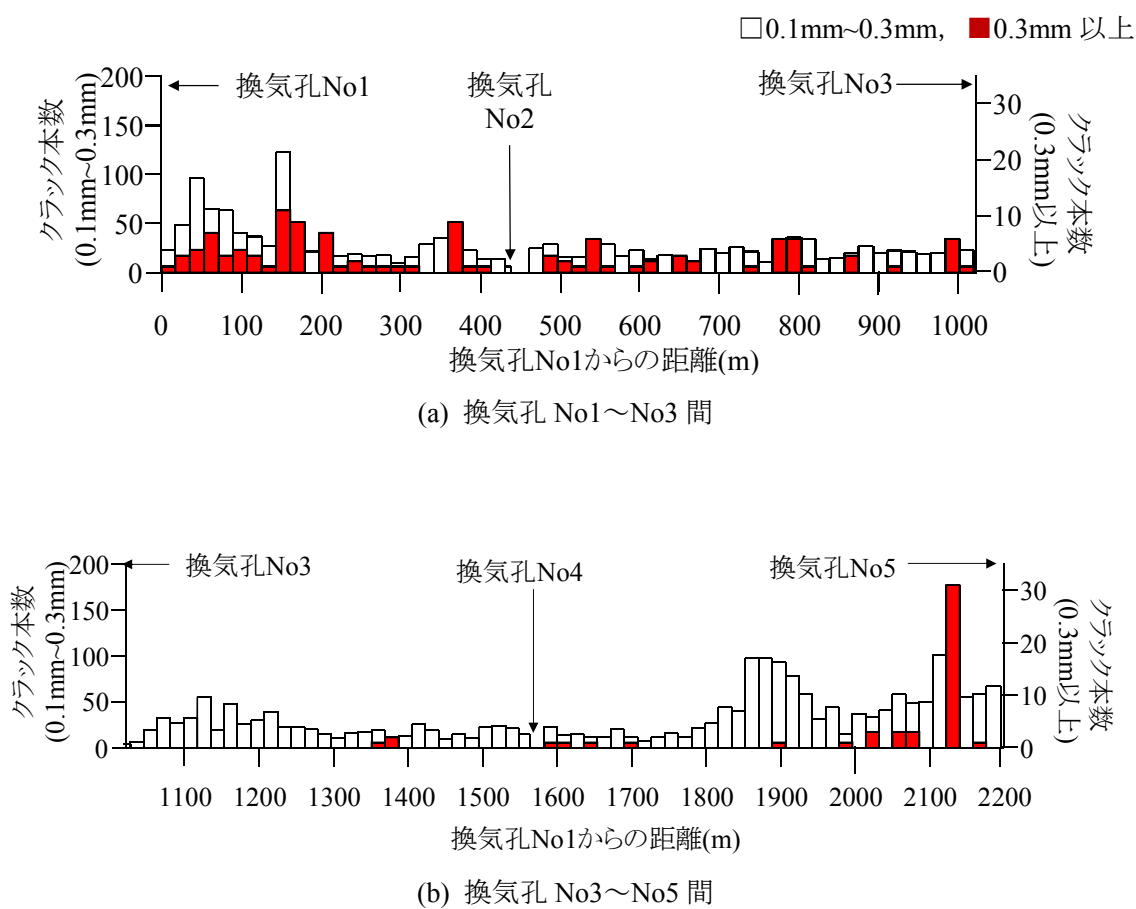 □0.1mm~0.3mm, ■0.3mm 以上
クラック本数
(0.1mm~0.3mm)
200
150
100
50
0
換気孔No1
換気孔
No2
換気孔No3
30
20
10
0
クラック本数
(0.3mm以上)
0 100 200 300 400 500 600 700 800 900 1000
換気孔No1からの距離(m)
(a) 換気孔 No1~No3 間
クラック本数
(0.1mm~0.3mm)
200
150
100
50
0
換気孔No3
換気孔No4
換気孔No5
30
20
10
0
クラック本数
(0.3mm以上)
1100 1200 1300 1400 1500 1600 1700 1800 1900 2000 2100 2200
換気孔No1からの距離(m)
(b) 換気孔 No3~No5 間